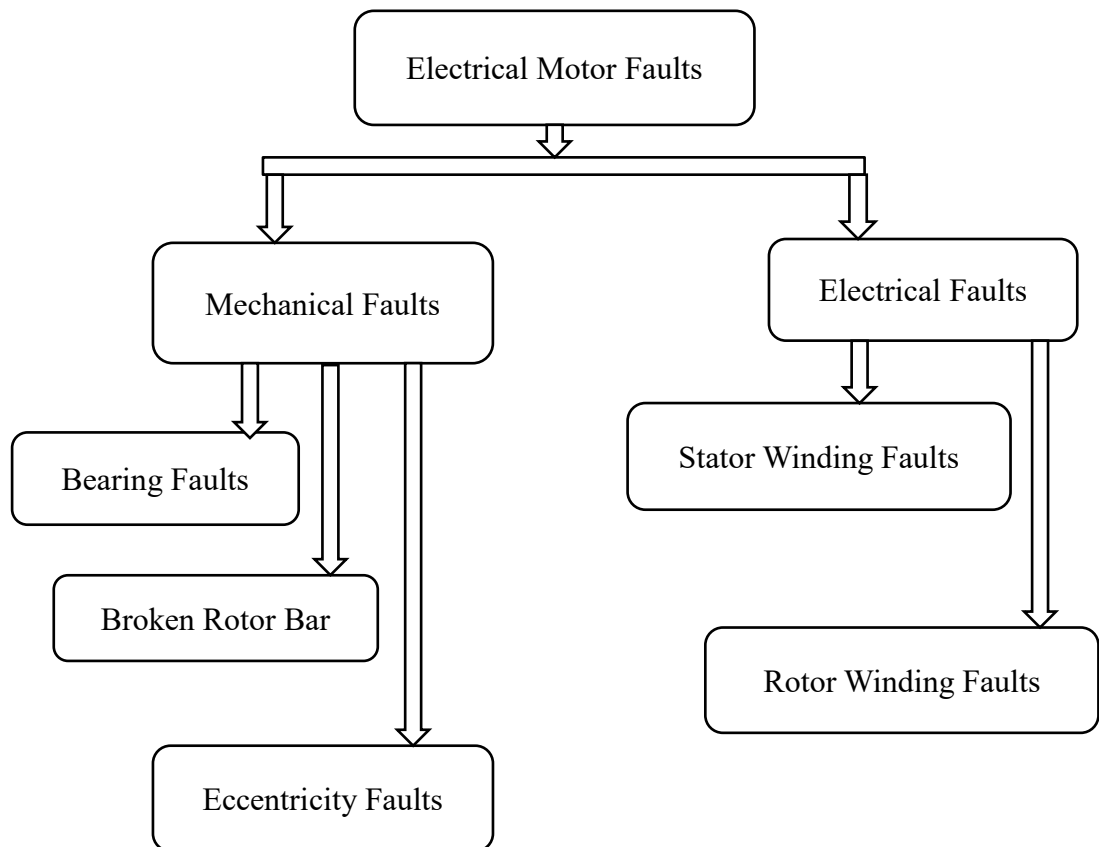 Electrical Motor Faults
Mechanical Faults
Electrical Faults
Bearing Faults
Stator Winding Faults
Broken Rotor Bar
Rotor Winding Faults
Eccentricity Faults